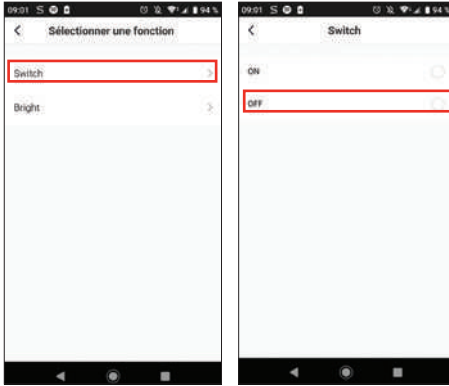 09:01 S 94 %
Sélectionner une fonction
Switch
Bright
09:01 S 94 %
Switch
ON
OFF